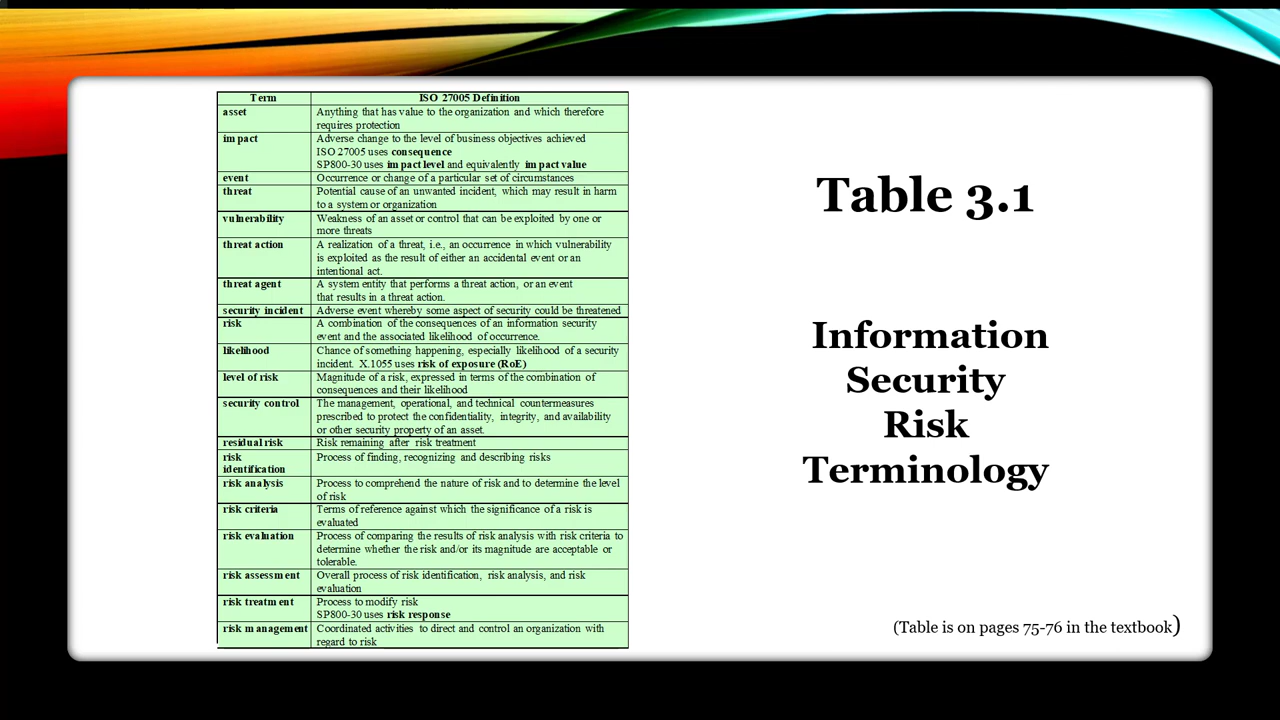 Term ISO 27005 Definition
asset Anything that has value to the organization and which therefore
requires protection
impact Adverse change to the level of business objectives achieved
ISO 27005 uses consequence
SP800-30 uses impact level and equivalently impact value
event Occurrence or change of a particular set of circumstances
threat Potential cause of an unwanted incident, which may result in harm
to a system or organization
vulnerability Weakness of an asset or control that can be exploited by one or
more threats
threat action A realization of a threat, i.e., an occurrence in which vulnerability
is exploited as the result of either an accidental event or an
intentional act.
threat agent A system entity that performs a threat action, or an event
that results in a threat action.
security incident Adverse event whereby some aspect of security could be threatened
risk A combination of the consequences of an information security
event and the associated likelihood of occurrence.
likelihood Chance of something happening, especially likelihood of a security
incident. X.1055 uses risk of exposure (RoE)
level of risk Magnitude of a risk, expressed in terms of the combination of
consequences and their likelihood
security control The management, operational, and technical countermeasures
prescribed to protect the confidentiality, integrity, and availability
or other security property of an asset.
residual risk Risk remaining after risk treatment
risk Process of finding, recognizing and describing risks
identification
risk analysis Process to comprehend the nature of risk and to determine the level
of risk
risk criteria Terms of reference against which the significance of a risk is
evaluated
risk evaluation Process of comparing the results of risk analysis with risk criteria to
determine whether the risk and/or its magnitude are acceptable or
tolerable.
risk assessment Overall process of risk identification, risk analysis, and risk
evaluation
risk treatment Process to modify risk
SP800-30 uses risk response
risk management Coordinated activities to direct and control an organization with
regard to risk
Table 3.1
Information
Security
Risk
Terminology
(Table is on pages 75-76 in the textbook)